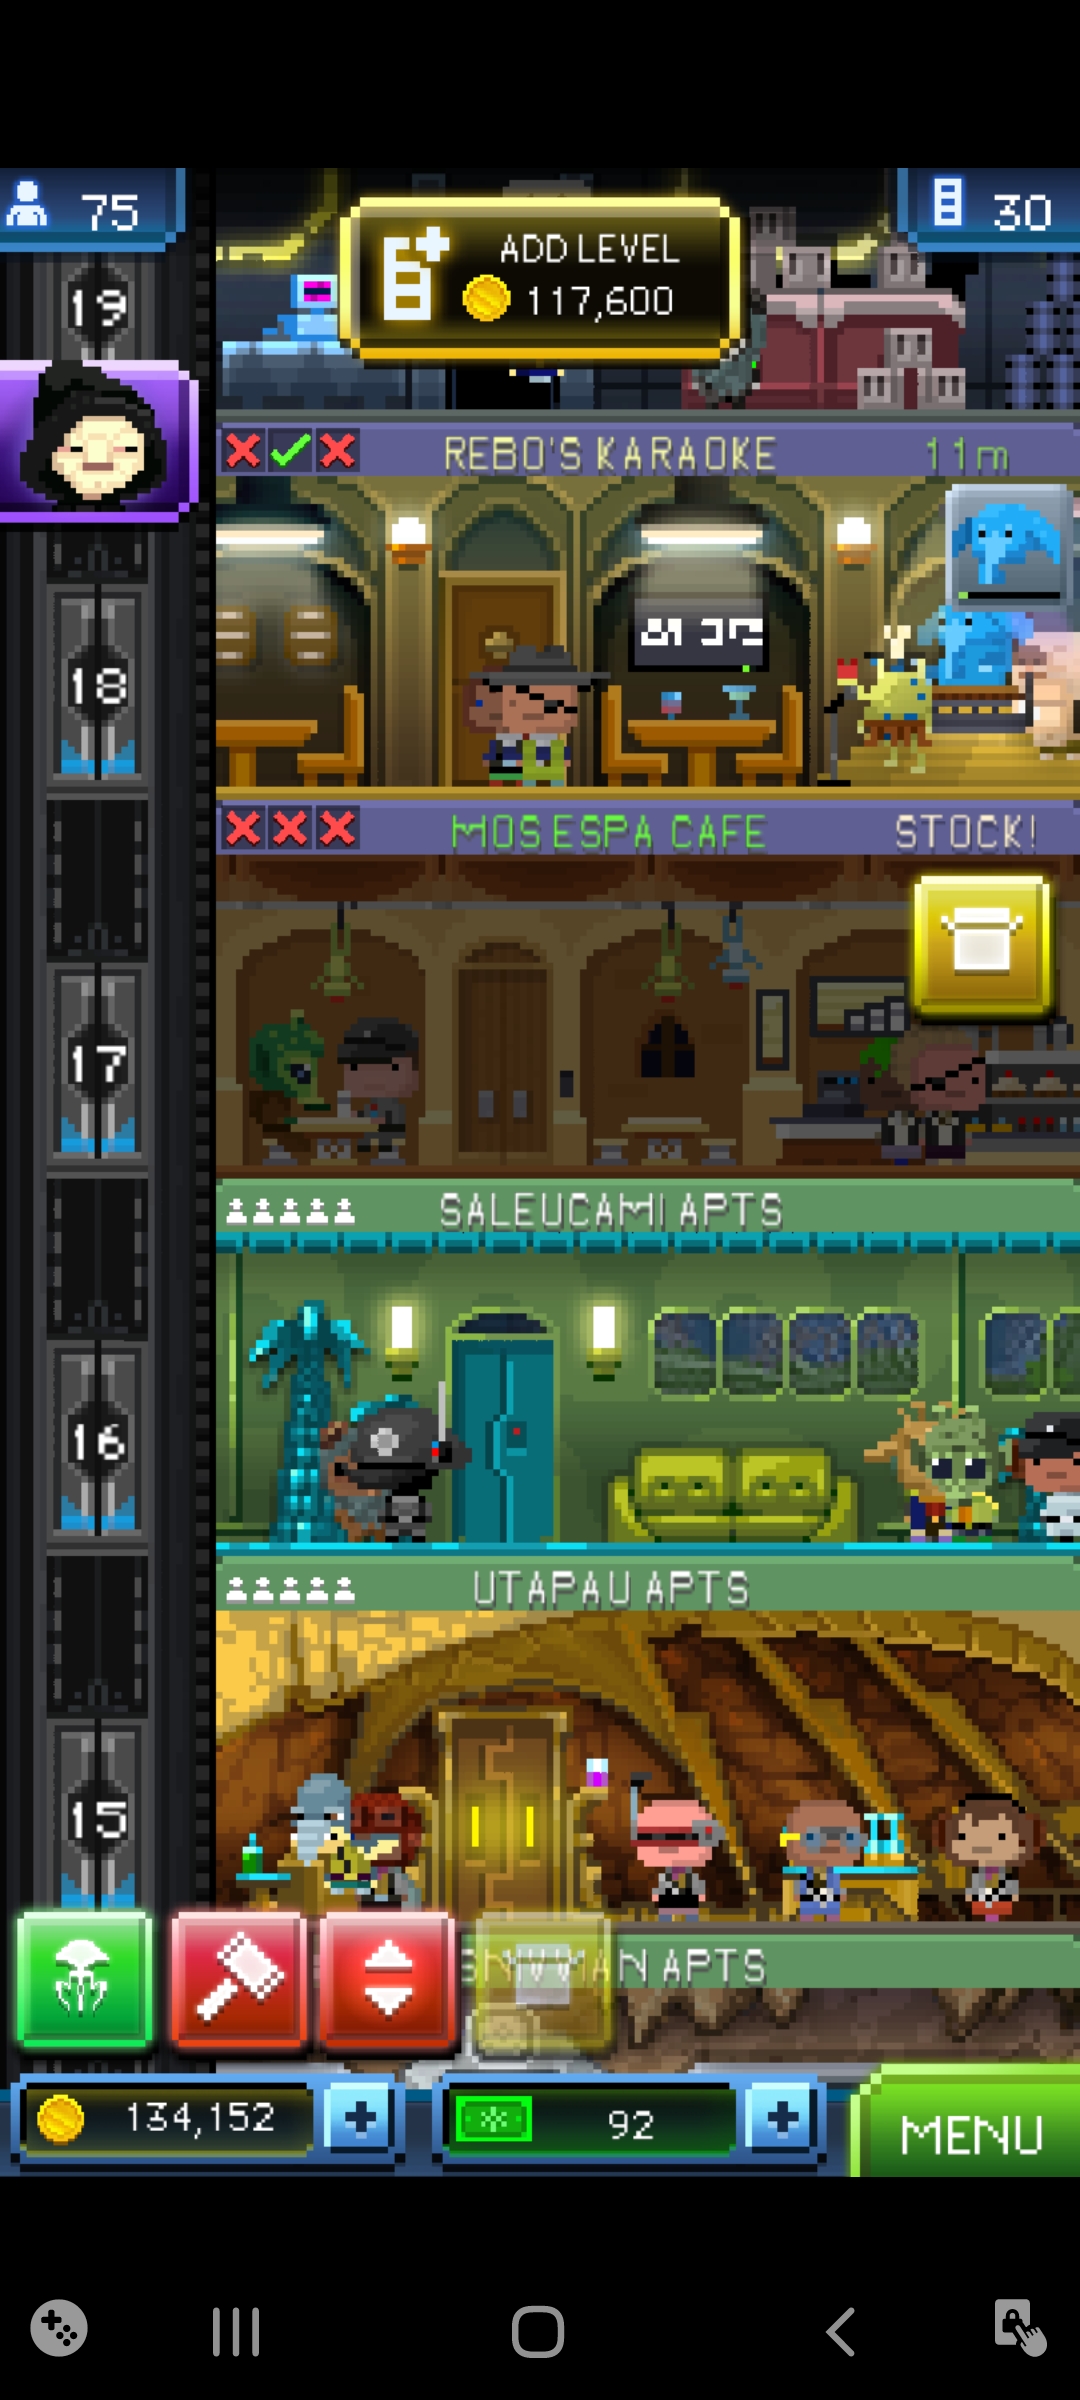 75
ADD LEVEL
117,600
30
19
REBO'S KARAOKE
11m
18
MOS ESPA CAFE
STOCK!
17
SALEUCAMI APTS
16
UTAPAU APTS
15
N APTS
134,152
92
MENU